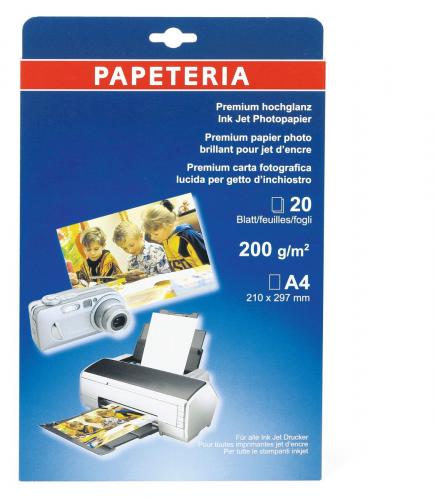 PAPETERIA
Premium hochglanz
Ink Jet Photopapier
Premium papier photo
brillant pour jet d'encre
Premium carta fotografica
lucida per getto d'inchiostro
20
Blatt/feuilles/fogli
200 g/m²
A4
210 x 297 mm
Für alle Ink Jet Drucker
Pour toutes imprimantes jet d'encre
Per tutte le stampanti inkjet